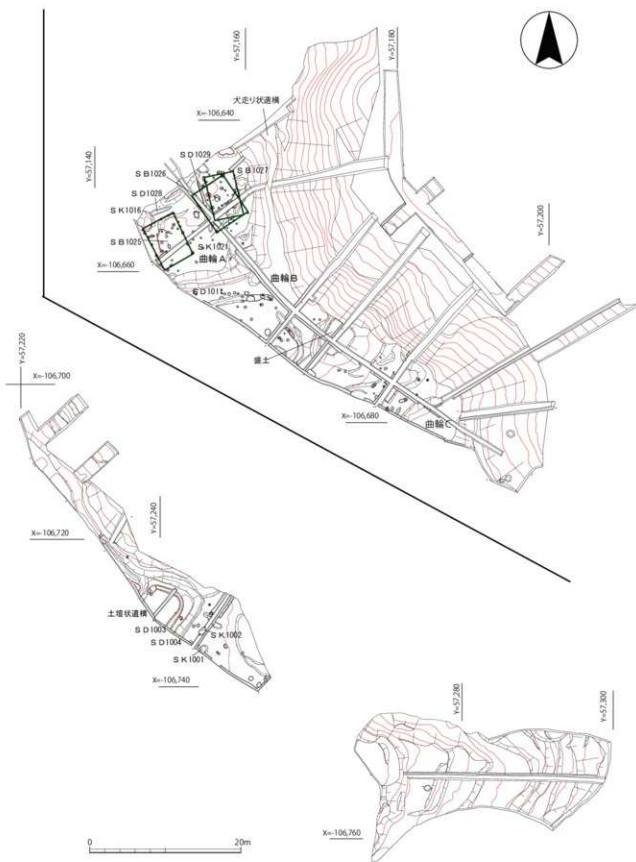 Y=57,160
Y=57,180
犬走り状遺構
X=-106,640
SD1029
SB1026
SB1027
Y=57,140
SD1028
SK1016
SB1025
SK1021
X=-106,660
曲輪A
Y=57,200
曲輪B
SD1011
盛土
X=-106,680
曲輪C
Y=57,220
X=-106,700
Y=57,240
X=-106,720
土壇状遺構
SD1003
SK1002
SD1004
SK1001
X=-106,740
Y=57,280
Y=57,300
X=-106,760
0
20m